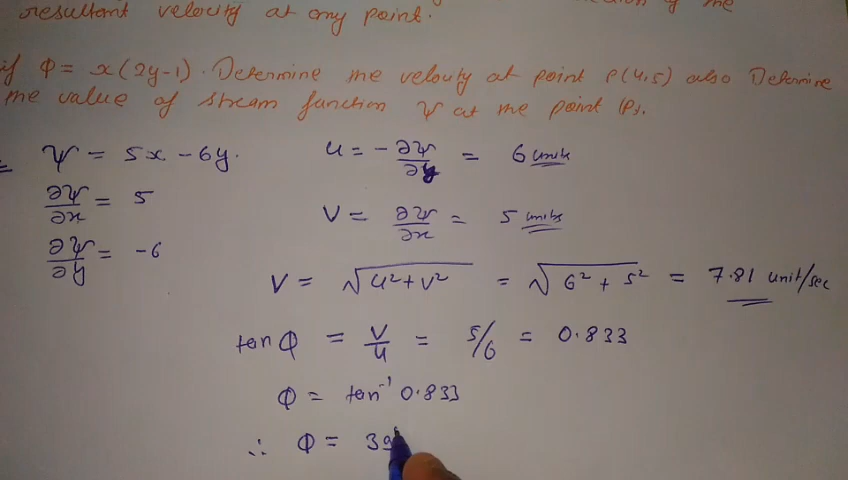 resultant velocity at any point.
if Φ = x(2y-1). Determine the velocity at point P(4,5) also Determine
the value of stream function ψ at the point (P).
ψ = 5x - 6y.
∂ψ/∂x = 5
∂ψ/∂y = -6
u = -∂ψ/∂y = 6 units
V = ∂ψ/∂x = 5 units
V = √u²+v² = √6²+5² = 7.81 unit/sec
tan Φ = V/u = 5/6 = 0.833
Φ = tan⁻¹ 0.833
∴ Φ = 39